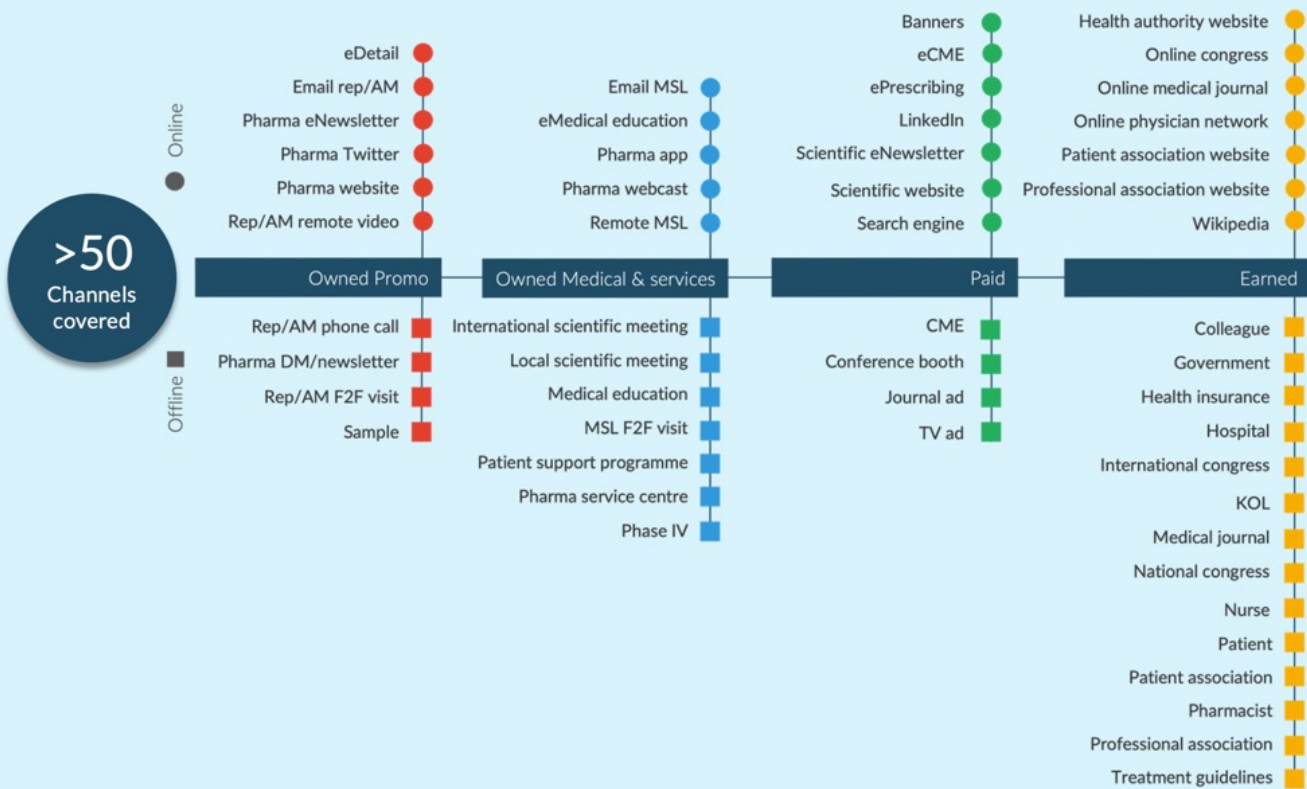 >50
Channels
covered
Online
Offline
eDetail
Email rep/AM
Pharma eNewsletter
Pharma Twitter
Pharma website
Rep/AM remote video
Owned Promo
Rep/AM phone call
Pharma DM/newsletter
Rep/AM F2F visit
Sample
Email MSL
eMedical education
Pharma app
Pharma webcast
Remote MSL
Owned Medical & services
International scientific meeting
Local scientific meeting
Medical education
MSL F2F visit
Patient support programme
Pharma service centre
Phase IV
Banners
eCME
ePrescribing
LinkedIn
Scientific eNewsletter
Scientific website
Search engine
Paid
CME
Conference booth
Journal ad
TV ad
Health authority website
Online congress
Online medical journal
Online physician network
Patient association website
Professional association website
Wikipedia
Earned
Colleague
Government
Health insurance
Hospital
International congress
KOL
Medical journal
National congress
Nurse
Patient
Patient association
Pharmacist
Professional association
Treatment guidelines